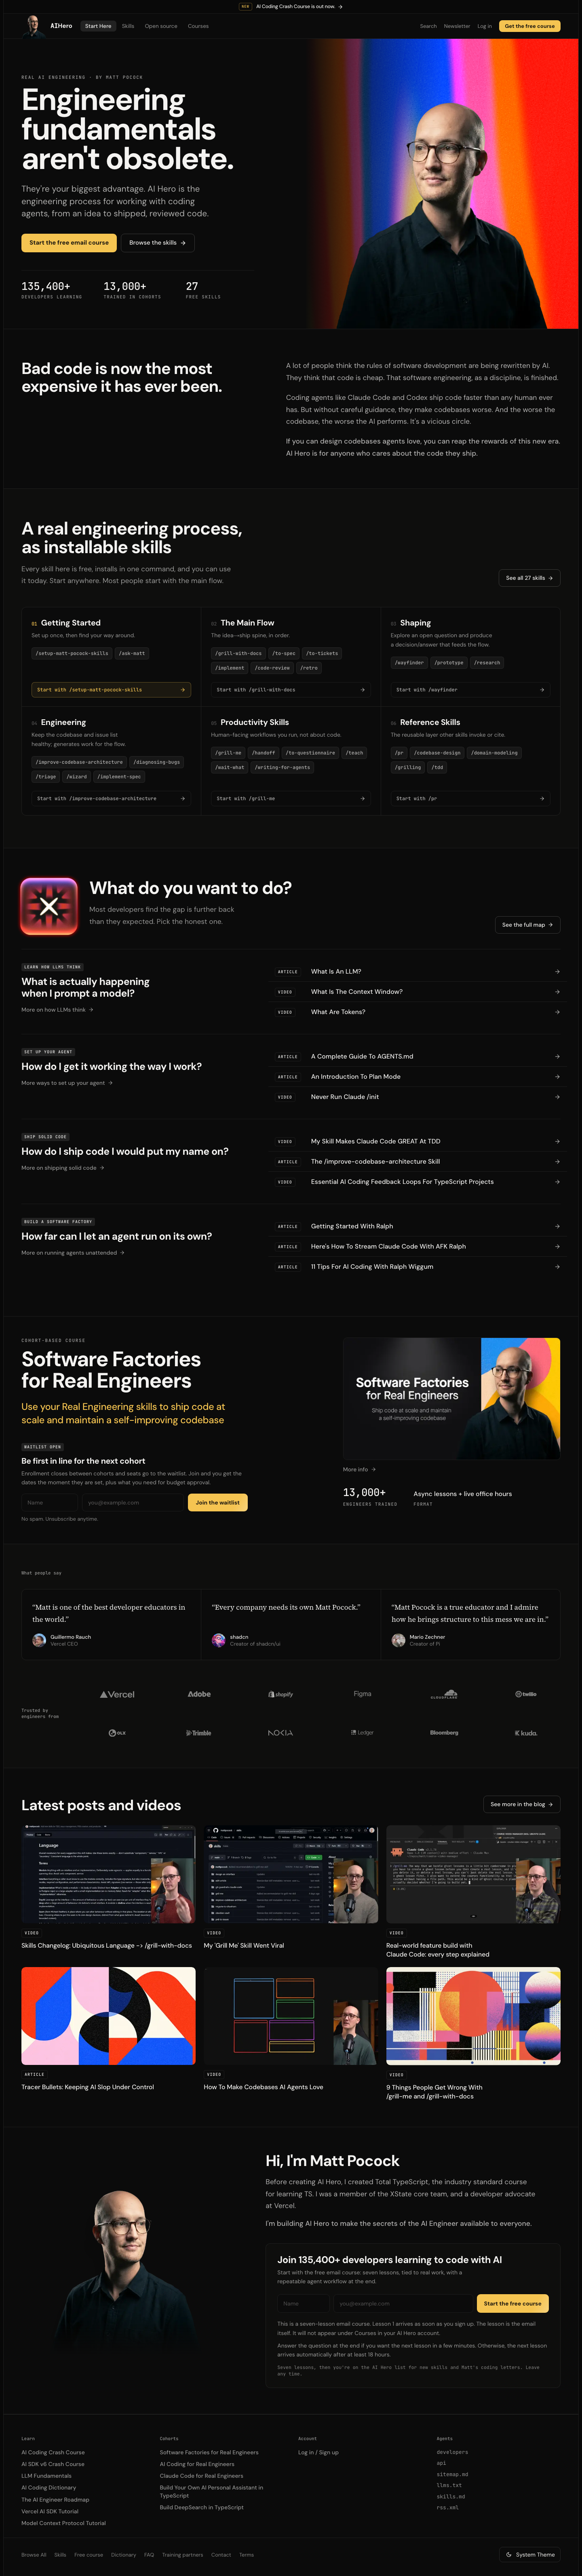 NEW AI Coding Crash Course is out now. →
AIHero Start Here Skills Open source Courses Search Newsletter Log in Get the free course
REAL AI ENGINEERING · BY MATT POCOCK
Engineering
fundamentals
aren't obsolete.
They're your biggest advantage. AI Hero is the
engineering process for working with coding
agents, from an idea to shipped, reviewed code.
Start the free email course Browse the skills →
135,400+ 13,000+ 27
DEVELOPERS LEARNING TRAINED IN COHORTS FREE SKILLS
Bad code is now the most
expensive it has ever been.
A lot of people think the rules of software development are being rewritten by AI.
They think that code is cheap. That software engineering, as a discipline, is finished.
Coding agents like Claude Code and Codex ship code faster than any human ever
has. But without careful guidance, they make codebases worse. And the worse the
codebase, the worse the AI performs. It's a vicious circle.
If you can design codebases agents love, you can reap the rewards of this new era.
AI Hero is for anyone who cares about the code they ship.
A real engineering process,
as installable skills
Every skill here is free, installs in one command, and you can use
it today. Start anywhere. Most people start with the main flow.
See all 27 skills →
01 Getting Started
Set up once, then find your way around.
/setup-matt-pocock-skills /ask-matt
Start with /setup-matt-pocock-skills →
02 The Main Flow
The idea→ship spine, in order.
/grill-with-docs /to-spec /to-tickets
/implement /code-review /retro
Start with /grill-with-docs →
03 Shaping
Explore an open question and produce
a decision/answer that feeds the flow.
/wayfinder /prototype /research
Start with /wayfinder →
04 Engineering
Keep the codebase and issue list
healthy; generates work for the flow.
/improve-codebase-architecture /diagnosing-bugs
/triage /wizard /implement-spec
Start with /improve-codebase-architecture →
05 Productivity Skills
Human-facing workflows you run, not about code.
/grill-me /handoff /to-questionnaire /teach
/wait-what /writing-for-agents
Start with /grill-me →
06 Reference Skills
The reusable layer other skills invoke or cite.
/pr /codebase-design /domain-modeling
/grilling /tdd
Start with /pr →
What do you want to do?
Most developers find the gap is further back
than they expected. Pick the honest one.
See the full map →
LEARN HOW LLMS THINK
What is actually happening
when I prompt a model?
More on how LLMs think →
ARTICLE What Is An LLM? →
VIDEO What Is The Context Window? →
VIDEO What Are Tokens? →
SET UP YOUR AGENT
How do I get it working the way I work?
More ways to set up your agent →
ARTICLE A Complete Guide To AGENTS.md →
ARTICLE An Introduction To Plan Mode →
VIDEO Never Run Claude /init →
SHIP SOLID CODE
How do I ship code I would put my name on?
More on shipping solid code →
VIDEO My Skill Makes Claude Code GREAT At TDD →
ARTICLE The /improve-codebase-architecture Skill →
VIDEO Essential AI Coding Feedback Loops For TypeScript Projects →
BUILD A SOFTWARE FACTORY
How far can I let an agent run on its own?
More on running agents unattended →
ARTICLE Getting Started With Ralph →
ARTICLE Here's How To Stream Claude Code With AFK Ralph →
ARTICLE 11 Tips For AI Coding With Ralph Wiggum →
COHORT-BASED COURSE
Software Factories
for Real Engineers
Use your Real Engineering skills to ship code at
scale and maintain a self-improving codebase
WAITLIST OPEN
Be first in line for the next cohort
Enrollment closes between cohorts and seats go to the waitlist. Join and you get the
dates the moment they are set, plus what you need for budget approval.
Name you@example.com Join the waitlist
No spam. Unsubscribe anytime.
Software Factories
for Real Engineers
Ship code at scale and maintain
a self-improving codebase
More info →
13,000+ Async lessons + live office hours
ENGINEERS TRAINED FORMAT
What people say
“Matt is one of the best developer educators in
the world.”
Guillermo Rauch
Vercel CEO
“Every company needs its own Matt Pocock.”
shadcn
Creator of shadcn/ui
“Matt Pocock is a true educator and I admire
how he brings structure to this mess we are in.”
Mario Zechner
Creator of Pi
Trusted by
engineers from
Vercel Adobe shopify Figma CLOUDFLARE twilio
OLX Trimble NOKIA Ledger Bloomberg kuda.
Latest posts and videos
See more in the blog →
Language
VIDEO
Skills Changelog: Ubiquitous Language -> /grill-with-docs
VIDEO
My 'Grill Me' Skill Went Viral
VIDEO
Real-world feature build with
Claude Code: every step explained
ARTICLE
Tracer Bullets: Keeping AI Slop Under Control
VIDEO
How To Make Codebases AI Agents Love
VIDEO
9 Things People Get Wrong With
/grill-me and /grill-with-docs
Hi, I'm Matt Pocock
Before creating AI Hero, I created Total TypeScript, the industry standard course
for learning TS. I was a member of the XState core team, and a developer advocate
at Vercel.
I'm building AI Hero to make the secrets of the AI Engineer available to everyone.
Join 135,400+ developers learning to code with AI
Start with the free email course: seven lessons, tied to real work, with a
repeatable agent workflow at the end.
Name you@example.com Start the free course
This is a seven-lesson email course. Lesson 1 arrives as soon as you sign up. The lesson is the email
itself. It will not appear under Courses in your AI Hero account.
Answer the question at the end if you want the next lesson in a few minutes. Otherwise, the next lesson
arrives automatically after at least 18 hours.
Seven lessons, then you're on the AI Hero list for new skills and Matt's coding letters. Leave
any time.
Learn
AI Coding Crash Course
AI SDK v6 Crash Course
LLM Fundamentals
AI Coding Dictionary
The AI Engineer Roadmap
Vercel AI SDK Tutorial
Model Context Protocol Tutorial
Cohorts
Software Factories for Real Engineers
AI Coding for Real Engineers
Claude Code for Real Engineers
Build Your Own AI Personal Assistant in
TypeScript
Build DeepSearch in TypeScript
Account
Log in / Sign up
Agents
developers
api
sitemap.md
llms.txt
skills.md
rss.xml
Browse All Skills Free course Dictionary FAQ Training partners Contact Terms
System Theme